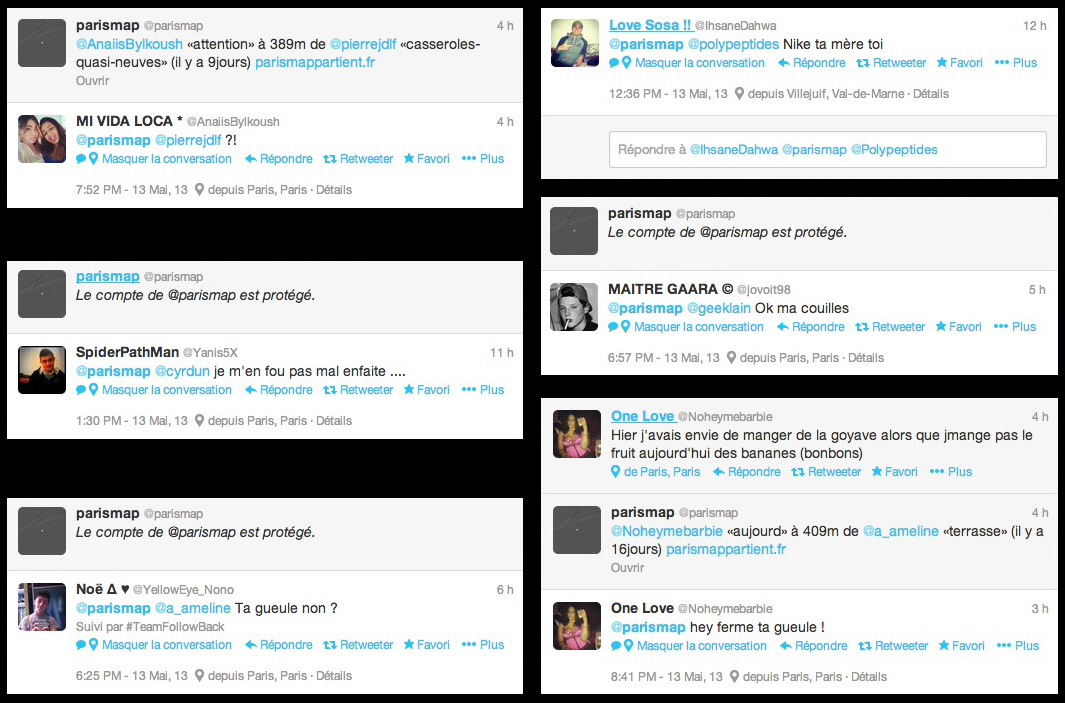 parismap @parismap 4 h
@AnaiisBylkoush «attention» à 389m de @pierrejdlf «casseroles-
quasi-neuves» (il y a 9jours) parismappartient.fr
Ouvrir
MI VIDA LOCA * @AnaiisBylkoush 4 h
@parismap @pierrejdlf ?!
Masquer la conversation Répondre Retweeter Favori ••• Plus
7:52 PM - 13 Mai, 13 depuis Paris, Paris · Détails
parismap @parismap
Le compte de @parismap est protégé.
SpiderPathMan @Yanis5X 11 h
@parismap @cyrdun je m'en fou pas mal enfaite ....
Masquer la conversation Répondre Retweeter Favori ••• Plus
1:30 PM - 13 Mai, 13 depuis Paris, Paris · Détails
parismap @parismap
Le compte de @parismap est protégé.
Noë Δ ♥ @YellowEye_Nono 6 h
@parismap @a_ameline Ta gueule non ?
Suivi par #TeamFollowBack
Masquer la conversation Répondre Retweeter Favori ••• Plus
6:25 PM - 13 Mai, 13 depuis Paris, Paris · Détails
Love Sosa !! @IhsaneDahwa 12 h
@parismap @polypeptides Nike ta mère toi
Masquer la conversation Répondre Retweeter Favori ••• Plus
12:36 PM - 13 Mai, 13 depuis Villejuif, Val-de-Marne · Détails
Répondre à @IhsaneDahwa @parismap @Polypeptides
parismap @parismap
Le compte de @parismap est protégé.
MAITRE GAARA © @jovoit98 5 h
@parismap @geeklain Ok ma couilles
Masquer la conversation Répondre Retweeter Favori ••• Plus
6:57 PM - 13 Mai, 13 depuis Paris, Paris · Détails
One Love @Noheymebarbie 4 h
Hier j'avais envie de manger de la goyave alors que jmange pas le
fruit aujourd'hui des bananes (bonbons)
de Paris, Paris Répondre Retweeter Favori ••• Plus
parismap @parismap 4 h
@Noheymebarbie «aujourd» à 409m de @a_ameline «terrasse» (il y a
16jours) parismappartient.fr
Ouvrir
One Love @Noheymebarbie 3 h
@parismap hey ferme ta gueule !
Masquer la conversation Répondre Retweeter Favori ••• Plus
8:41 PM - 13 Mai, 13 depuis Paris, Paris · Détails